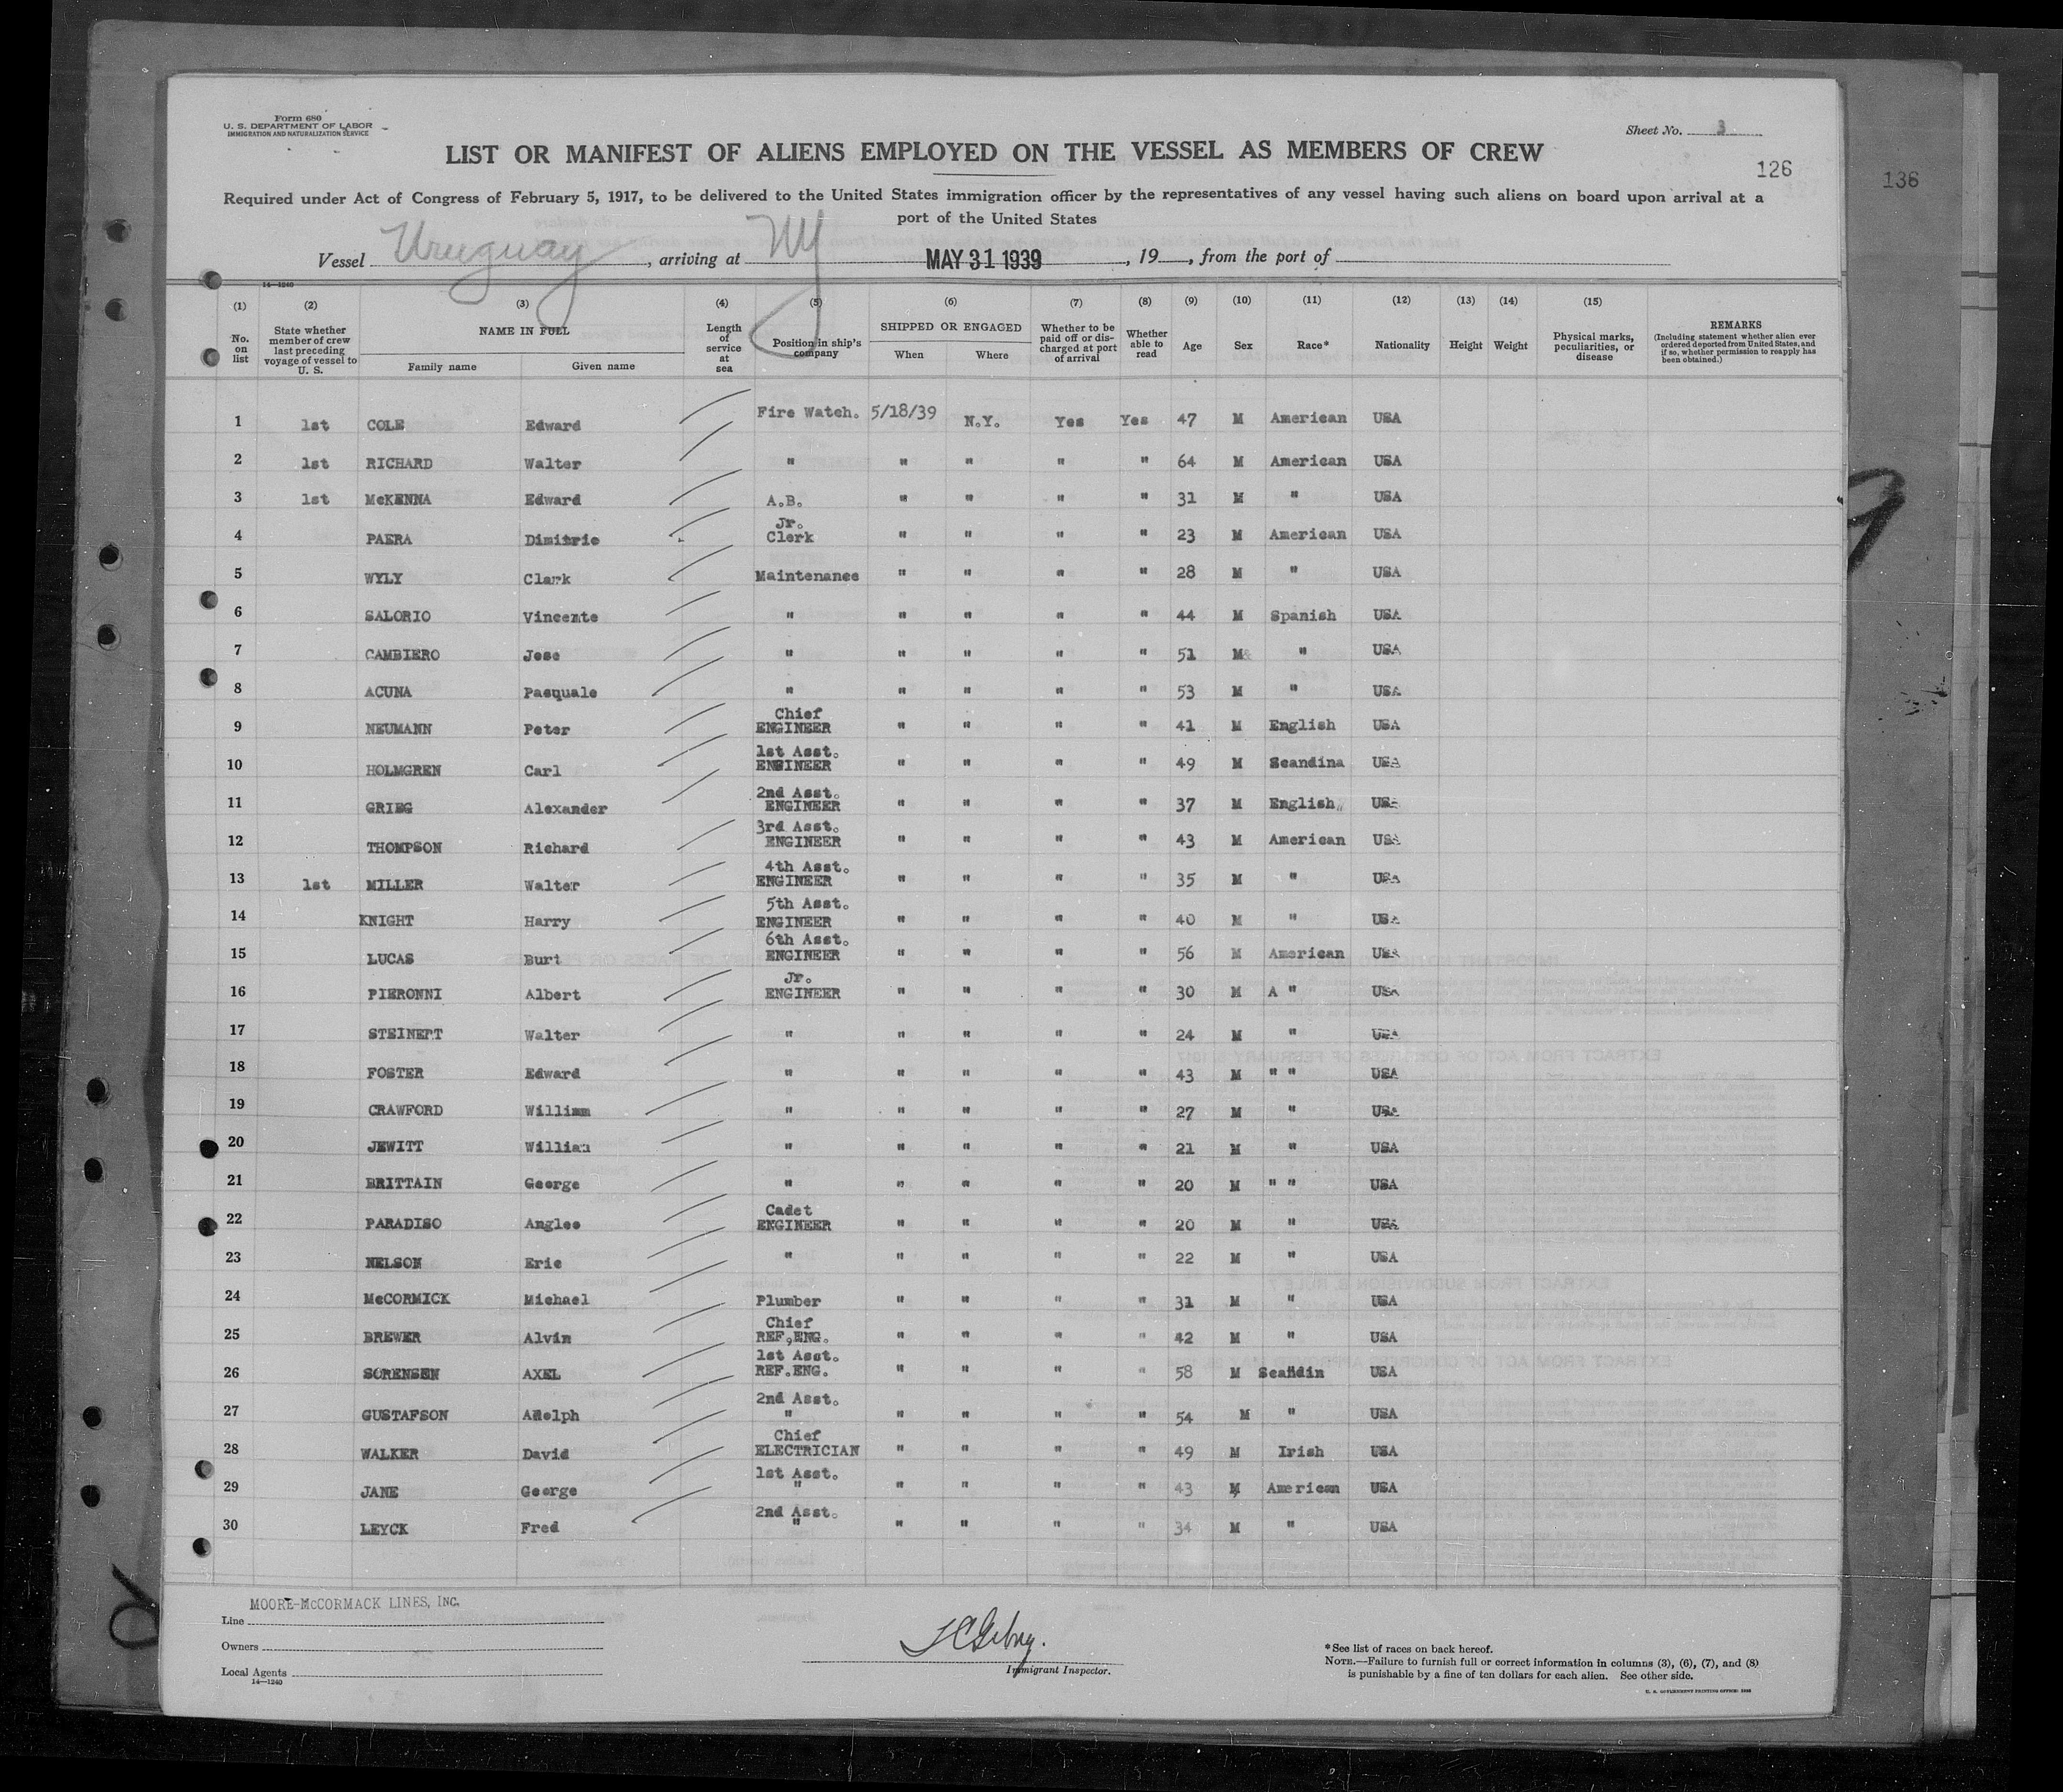 Form 680
U. S. DEPARTMENT OF LABOR
IMMIGRATION AND NATURALIZATION SERVICE
Sheet No. 3
LIST OR MANIFEST OF ALIENS EMPLOYED ON THE VESSEL AS MEMBERS OF CREW
126
136
Required under Act of Congress of February 5, 1917, to be delivered to the United States immigration officer by the representatives of any vessel having such aliens on board upon arrival at a
port of the United States
Vessel Uruguay, arriving at NY MAY 31 1939, 19, from the port of
14—1240
(1) (2) (3) (4) (5) (6) (7) (8) (9) (10) (11) (12) (13) (14) (15)
No. on list
State whether member of crew last preceding voyage of vessel to U. S.
NAME IN FULL
Family name
Given name
Length of service at sea
Position in ship's company
SHIPPED OR ENGAGED
When
Where
Whether to be paid off or discharged at port of arrival
Whether able to read
Age
Sex
Race*
Nationality
Height
Weight
Physical marks, peculiarities, or disease
REMARKS
(Including statement whether alien ever ordered deported from United States, and if so, whether permission to reapply has been obtained.)
1 1st COLE Edward Fire Watch. 5/18/39 N.Y. Yes Yes 47 M American USA
2 1st RICHARD Walter " " " " " 64 M American USA
3 1st McKENNA Edward A.B. " " " " 31 M " USA
4 PAERA Dimitrie Jr. Clerk " " " " 23 M American USA
5 WYLY Clark Maintenance " " " " 28 M " USA
6 SALORIO Vincente " " " " " 44 M Spanish USA
7 CAMBIERO Jose " " " " " 51 M " USA
8 ACUNA Pasquale " " " " " 53 M " USA
9 NEUMANN Peter Chief ENGINEER " " " " 41 M English USA
10 HOLMGREN Carl 1st Asst. ENGINEER " " " " 49 M Scandina USA
11 GRIEG Alexander 2nd Asst. ENGINEER " " " " 37 M English USA
12 THOMPSON Richard 3rd Asst. ENGINEER " " " " 43 M American USA
13 1st MILLER Walter 4th Asst. ENGINEER " " " " 35 M " USA
14 KNIGHT Harry 5th Asst. ENGINEER " " " " 40 M " USA
15 LUCAS Burt 6th Asst. ENGINEER " " " " 56 M American USA
16 PIERONNI Albert Jr. ENGINEER " " " " 30 M A " USA
17 STEINERT Walter " " " " " 24 M " USA
18 FOSTER Edward " " " " " 43 M " " USA
19 CRAWFORD William " " " " " 27 M " USA
20 JEWITT William " " " " " 21 M " USA
21 BRITTAIN George " " " " " 20 M " " USA
22 PARADISO Angleo Cadet ENGINEER " " " " 20 M " USA
23 NELSON Eric " " " " " 22 M " USA
24 McCORMICK Michael Plumber " " " " 31 M " USA
25 BREWER Alvin Chief REF,ENG. " " " " 42 M " USA
26 SORENSEN AXEL 1st Asst. REF.ENG. " " " " 58 M Scandin USA
27 GUSTAFSON Adolph 2nd Asst. " " " " " 54 M " USA
28 WALKER David Chief ELECTRICIAN " " " " 49 M Irish USA
29 JANE George 1st Asst. " " " " " 43 M American USA
30 LEYCK Fred 2nd Asst. " " " " " 34 M " USA
Line MOORE-McCORMACK LINES, INC.
Owners
Local Agents
14—1240
Immigrant Inspector.
*See list of races on back hereof.
NOTE.—Failure to furnish full or correct information in columns (3), (6), (7), and (8)
is punishable by a fine of ten dollars for each alien. See other side.